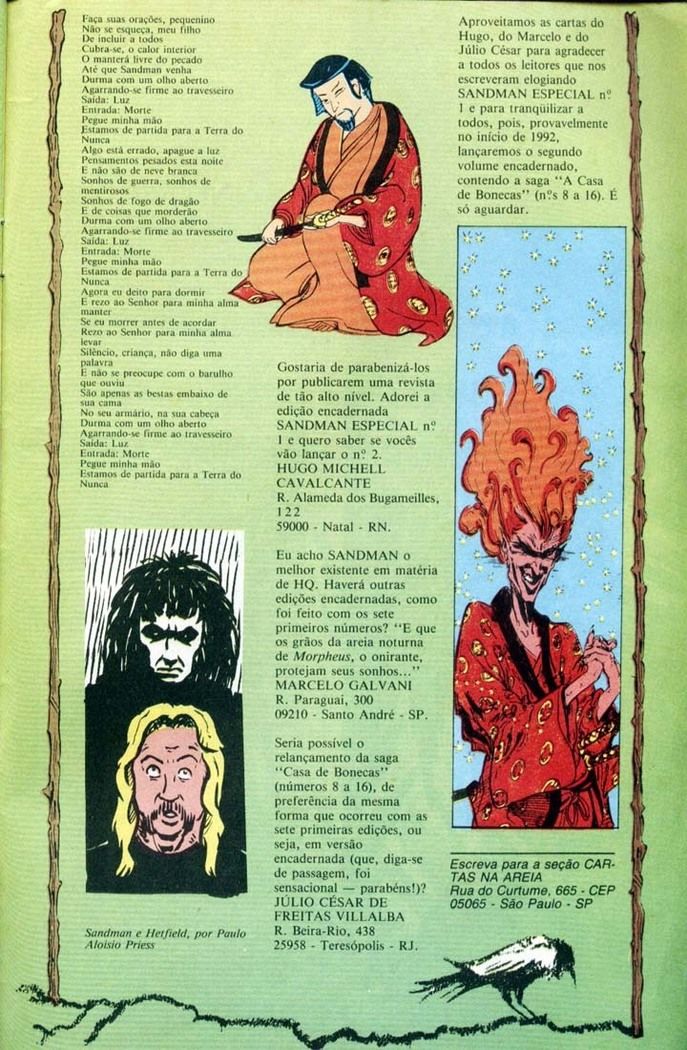 Faça suas orações, pequenino
Não se esqueça, meu filho
De incluir a todos
Cubra-se, o calor interior
O manterá livre do pecado
Até que Sandman venha
Durma com um olho aberto
Agarrando-se firme ao travesseiro
Saída: Luz
Entrada: Morte
Pegue minha mão
Estamos de partida para a Terra do
Nunca
Algo está errado, apague a luz
Pensamentos pesados esta noite
E não são de neve branca
Sonhos de guerra, sonhos de
mentirosos
Sonhos de fogo de dragão
E de coisas que morderão
Durma com um olho aberto
Agarrando-se firme ao travesseiro
Saída: Luz
Entrada: Morte
Pegue minha mão
Estamos de partida para a Terra do
Nunca
Agora eu deito para dormir
E rezo ao Senhor para minha alma
manter
Se eu morrer antes de acordar
Rezo ao Senhor para minha alma
levar
Silêncio, criança, não diga uma
palavra
E não se preocupe com o barulho
que ouviu
São apenas as bestas embaixo de
sua cama
No seu armário, na sua cabeça
Durma com um olho aberto
Agarrando-se firme ao travesseiro
Saída: Luz
Entrada: Morte
Pegue minha mão
Estamos de partida para a Terra do
Nunca
Sandman e Hetfield, por Paulo
Aloisio Priess
Gostaria de parabenizá-los
por publicarem uma revista
de tão alto nível. Adorei a
edição encadernada
SANDMAN ESPECIAL nº
1 e quero saber se vocês
vão lançar o nº 2.
HUGO MICHELL
CAVALCANTE
R. Alameda dos Bugameilles,
122
59000 - Natal - RN.
Eu acho SANDMAN o
melhor existente em matéria
de HQ. Haverá outras
edições encadernadas, como
foi feito com os sete
primeiros números? "E que
os grãos da areia noturna
de Morpheus, o onirante,
protejam seus sonhos..."
MARCELO GALVANI
R. Paraguai, 300
09210 - Santo André - SP.
Seria possível o
relançamento da saga
"Casa de Bonecas"
(números 8 a 16), de
preferência da mesma
forma que ocorreu com as
sete primeiras edições, ou
seja, em versão
encadernada (que, diga-se
de passagem, foi
sensacional — parabéns!)?
JÚLIO CÉSAR DE
FREITAS VILLALBA
R. Beira-Rio, 438
25958 - Teresópolis - RJ.
Aproveitamos as cartas do
Hugo, do Marcelo e do
Júlio César para agradecer
a todos os leitores que nos
escreveram elogiando
SANDMAN ESPECIAL nº
1 e para tranqüilizar a
todos, pois, provavelmente
no início de 1992,
lançaremos o segundo
volume encadernado,
contendo a saga "A Casa
de Bonecas" (nºs 8 a 16). É
só aguardar.
Escreva para a seção CAR-
TAS NA AREIA
Rua do Curtume, 665 - CEP
05065 - São Paulo - SP